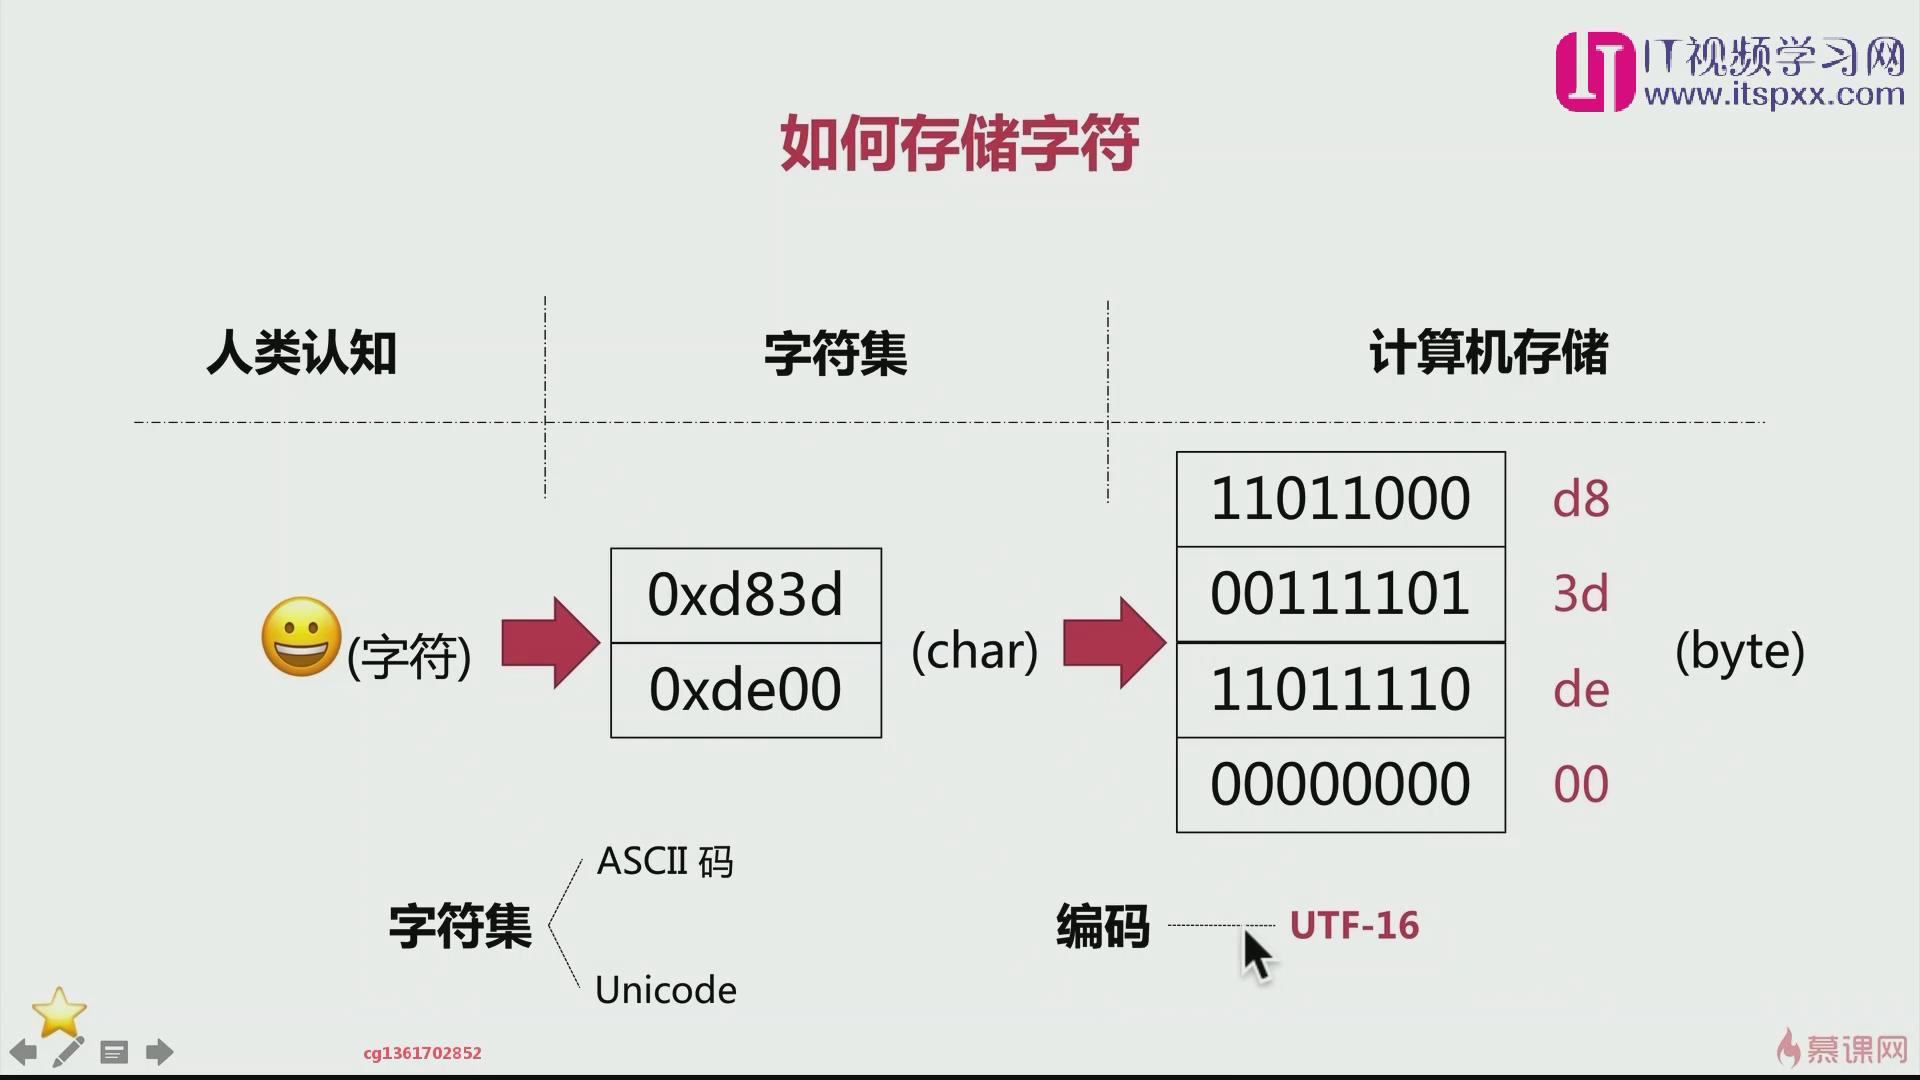 IT视频学习网
www.itspxx.com
如何存储字符
人类认知
字符集
计算机存储
(字符)
0xd83d
0xde00
(char)
11011000 d8
00111101 3d
11011110 de
00000000 00
(byte)
字符集
ASCII 码
Unicode
编码
UTF-16
cg1361702852
慕课网